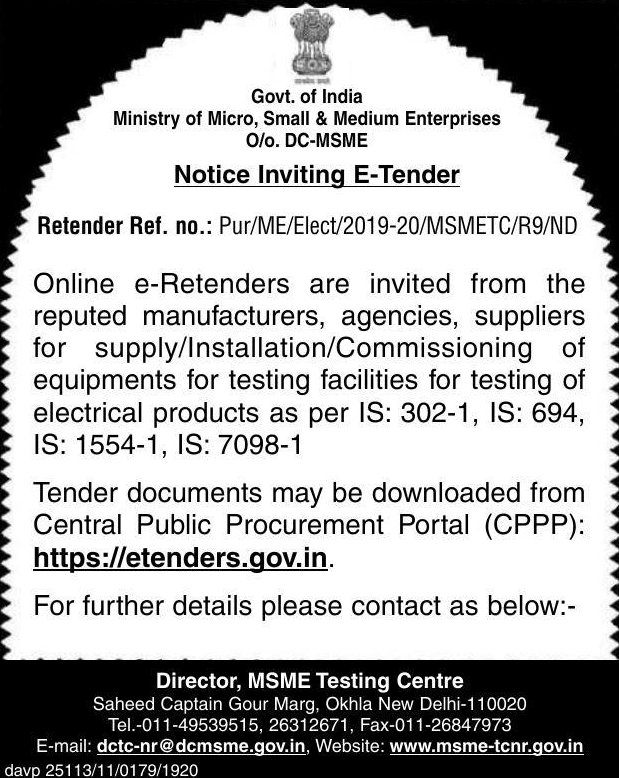 Govt. of India
Ministry of Micro, Small & Medium Enterprises
O/o. DC-MSME
Notice Inviting E-Tender
Retender Ref. no.: Pur/ME/Elect/2019-20/MSMETC/R9/ND
Online e-Retenders are invited from the
reputed manufacturers, agencies, suppliers
for supply/Installation/Commissioning of
equipments for testing facilities for testing of
electrical products as per IS: 302-1, IS: 694,
IS: 1554-1, IS: 7098-1
Tender documents may be downloaded from
Central Public Procurement Portal (CPPP):
https://etenders.gov.in.
For further details please contact as below:-
Director, MSME Testing Centre
Saheed Captain Gour Marg, Okhla New Delhi-110020
Tel.-011-49539515, 26312671, Fax-011-26847973
E-mail: dctc-nr@dcmsme.gov.in, Website: www.msme-tcnr.gov.in
davp 25113/11/0179/1920